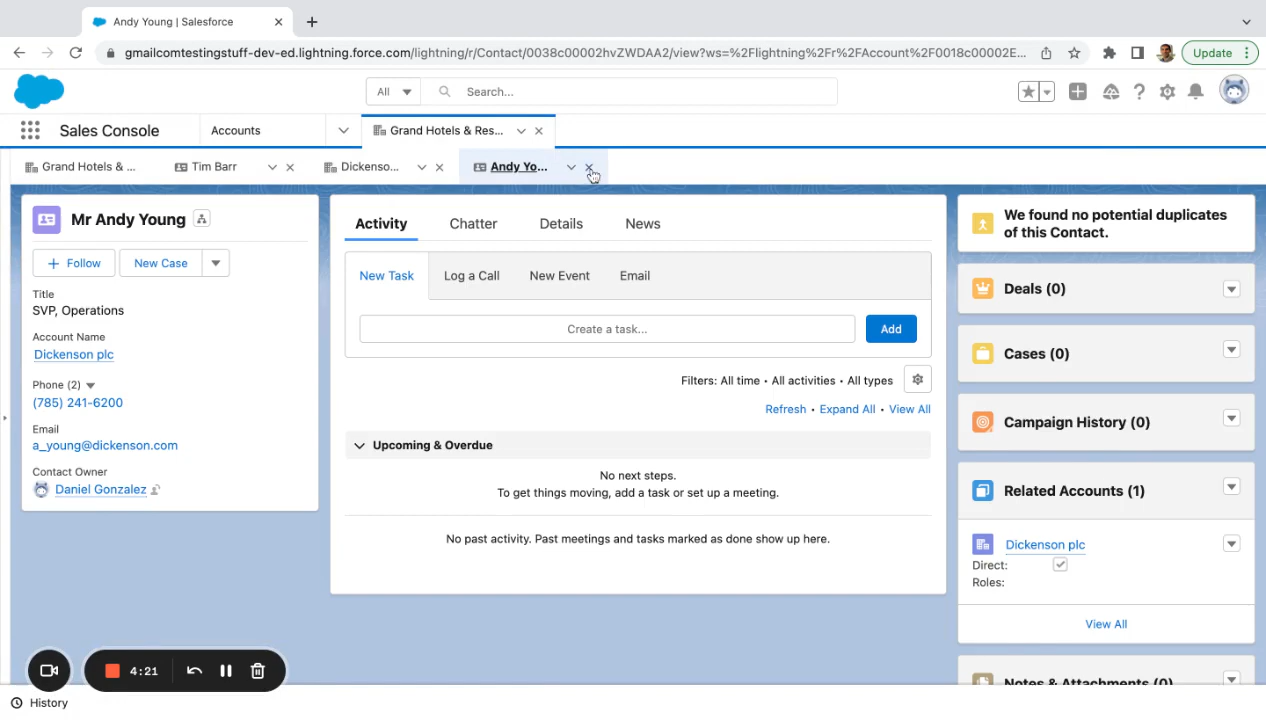 Andy Young | Salesforce
gmailcomtestingstuff-dev-ed.lightning.force.com/lightning/r/Contact/0038c00002hvZWDAA2/view?ws=%2Flightning%2Fr%2FAccount%2F0018c00002E...
Update
All
Search...
Sales Console
Accounts
Grand Hotels & Res...
Grand Hotels & ...
Tim Barr
Dickenso...
Andy Yo...
Mr Andy Young
Follow
New Case
Title
SVP, Operations
Account Name
Dickenson plc
Phone (2)
(785) 241-6200
Email
a_young@dickenson.com
Contact Owner
Daniel Gonzalez
Activity
Chatter
Details
News
New Task
Log a Call
New Event
Email
Create a task...
Add
Filters: All time • All activities • All types
Refresh • Expand All • View All
Upcoming & Overdue
No next steps.
To get things moving, add a task or set up a meeting.
No past activity. Past meetings and tasks marked as done show up here.
We found no potential duplicates
of this Contact.
Deals (0)
Cases (0)
Campaign History (0)
Related Accounts (1)
Dickenson plc
Direct:
Roles:
View All
Notes & Attachments (0)
4:21
History